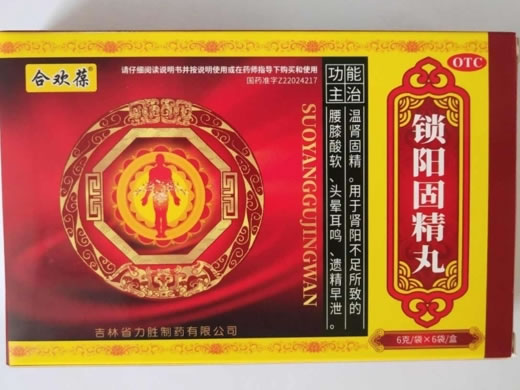 合欢葆®
请仔细阅读说明书并按说明使用或在药师指导下购买和使用
国药准字Z22024217
OTC
功能
主治
温肾固精。用于肾阳不足所致的
腰膝酸软、头晕耳鸣、遗精早泄。
SUOYANGGUJINGWAN
锁阳固精丸
吉林省力胜制药有限公司
6克/袋×6袋/盒